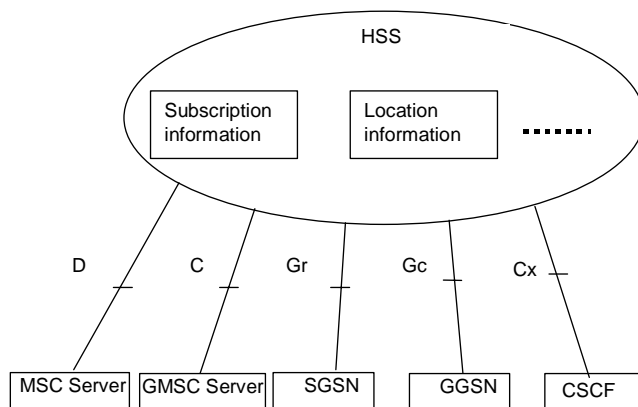 HSS
Subscription
information
Location
information
D
C
Gr
Gc
Cx
MSC Server
GMSC Server
SGSN
GGSN
CSCF